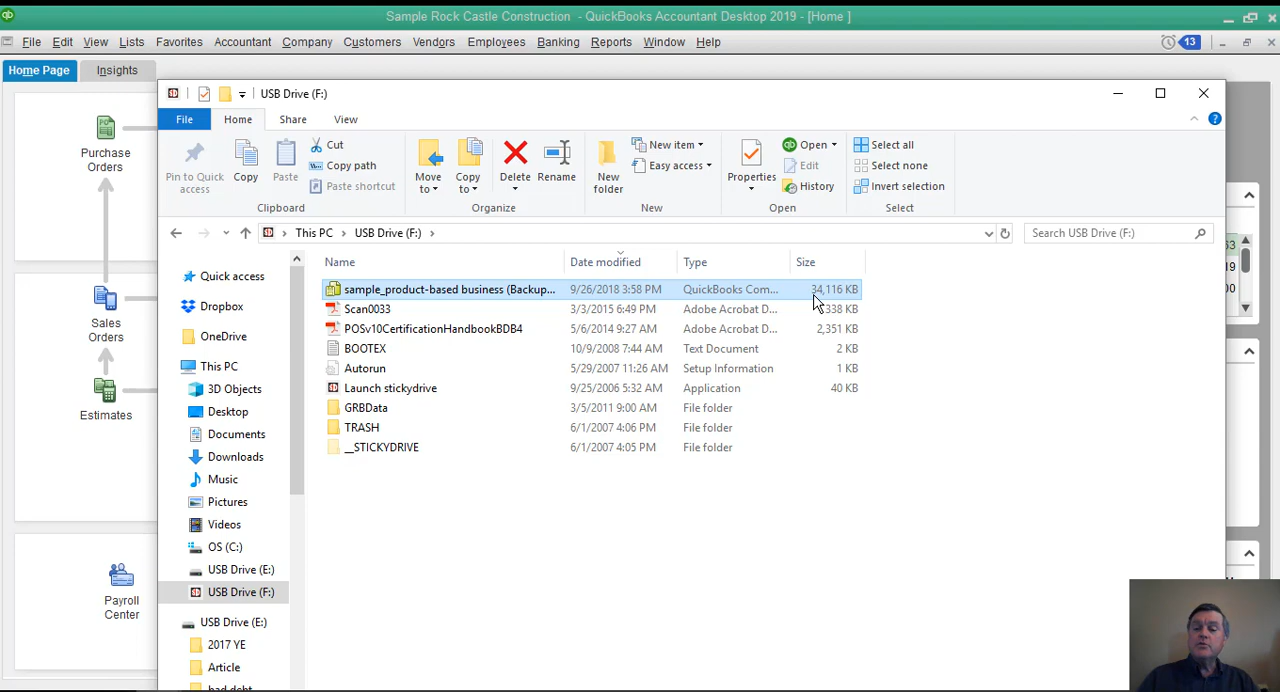 Sample Rock Castle Construction - QuickBooks Accountant Desktop 2019 - [Home ]
File Edit View Lists Favorites Accountant Company Customers Vendors Employees Banking Reports Window Help 13
Home Page Insights
USB Drive (F:)
File Home Share View
Pin to Quick access
Copy
Paste
Cut
Copy path
Paste shortcut
Clipboard
Move to
Copy to
Delete
Rename
Organize
New folder
New item
Easy access
New
Properties
Open
Edit
History
Open
Select all
Select none
Invert selection
Select
This PC > USB Drive (F:) >
Search USB Drive (F:)
Name Date modified Type Size
sample_product-based business (Backup... 9/26/2018 3:58 PM QuickBooks Com... 34,116 KB
Scan0033 3/3/2015 6:49 PM Adobe Acrobat D... 338 KB
POSv10CertificationHandbookBDB4 5/6/2014 9:27 AM Adobe Acrobat D... 2,351 KB
BOOTEX 10/9/2008 7:44 AM Text Document 2 KB
Autorun 5/29/2007 11:26 AM Setup Information 1 KB
Launch stickydrive 9/25/2006 5:32 AM Application 40 KB
GRBData 3/5/2011 9:00 AM File folder
TRASH 6/1/2007 4:06 PM File folder
__STICKYDRIVE 6/1/2007 4:05 PM File folder
Quick access
Dropbox
OneDrive
This PC
3D Objects
Desktop
Documents
Downloads
Music
Pictures
Videos
OS (C:)
USB Drive (E:)
USB Drive (F:)
USB Drive (E:)
2017 YE
Article
Purchase Orders
Sales Orders
Estimates
Payroll Center